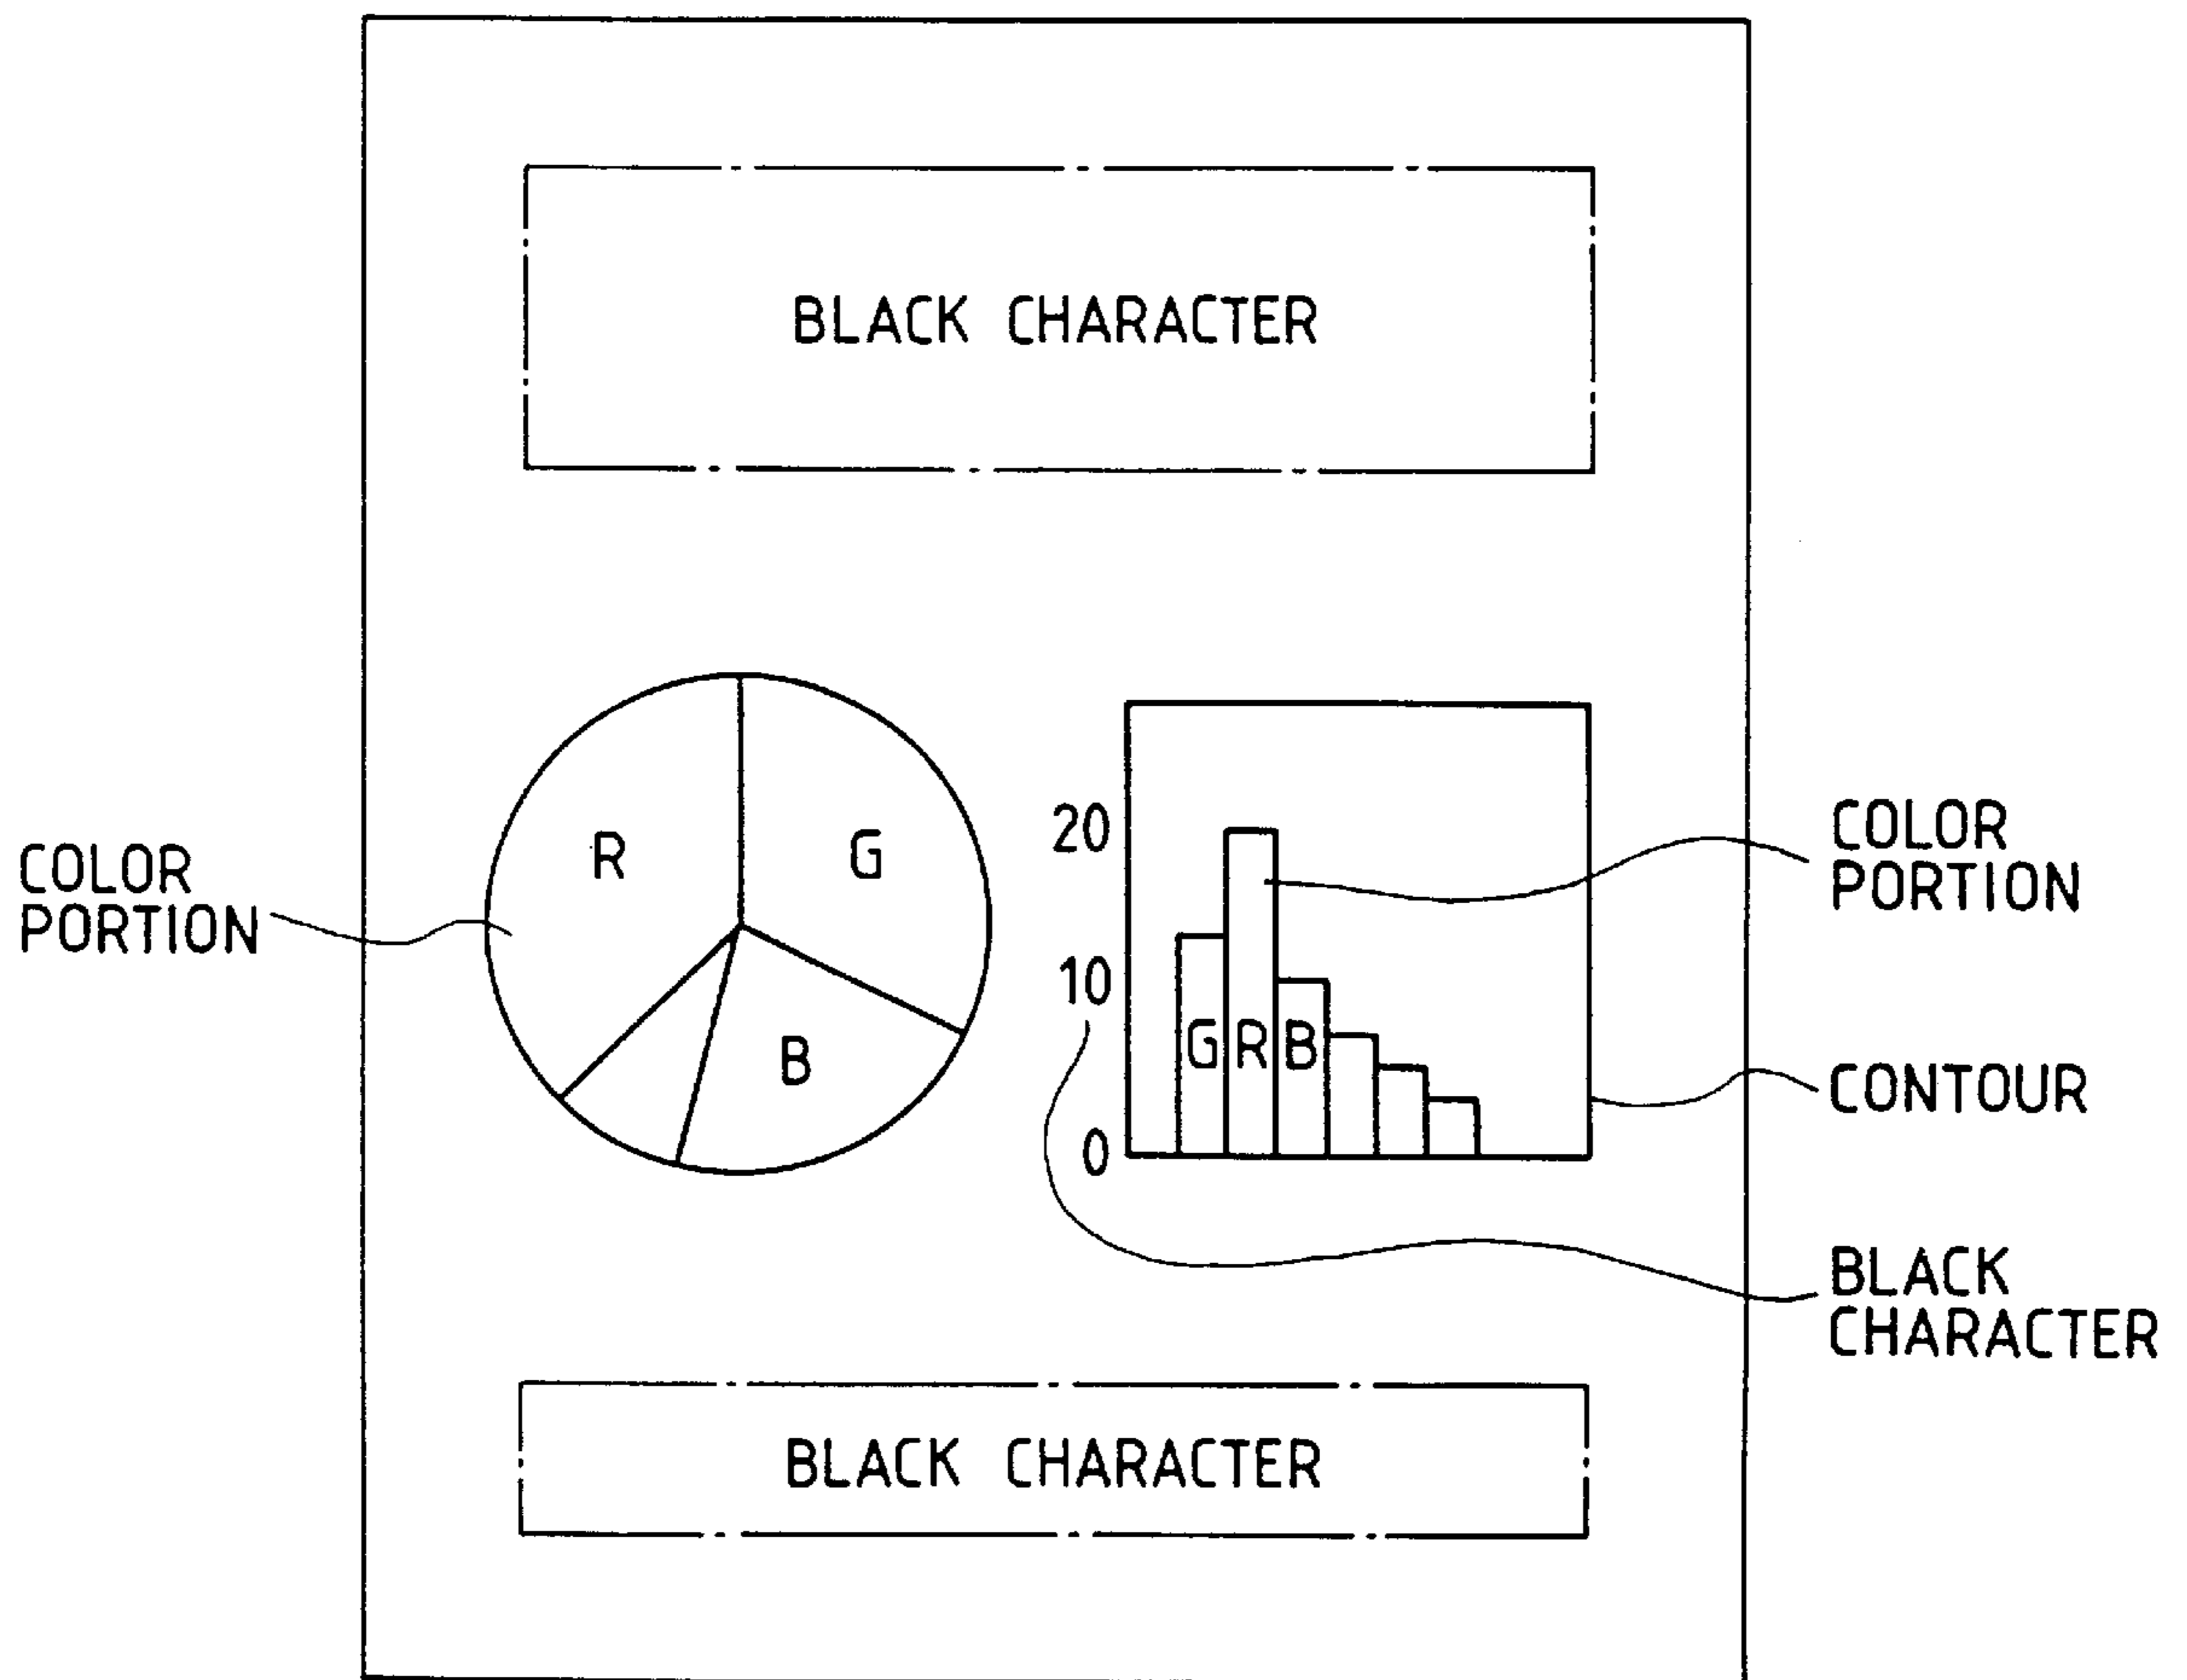 BLACK CHARACTER
R
G
COLOR
PORTION
20
10
0
G R B
COLOR
PORTION
CONTOUR
B
BLACK
CHARACTER
BLACK CHARACTER